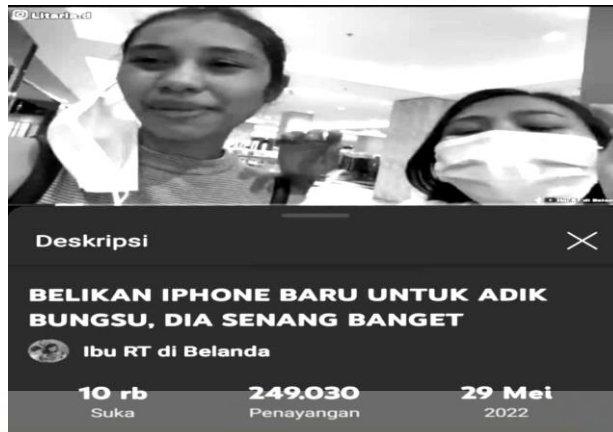 Litaria.d
Deskripsi
BELIKAN IPHONE BARU UNTUK ADIK
BUNGSU, DIA SENANG BANGET
Ibu RT di Belanda
10 rb
249.030
29 Mei
Suka
Penayangan
2022